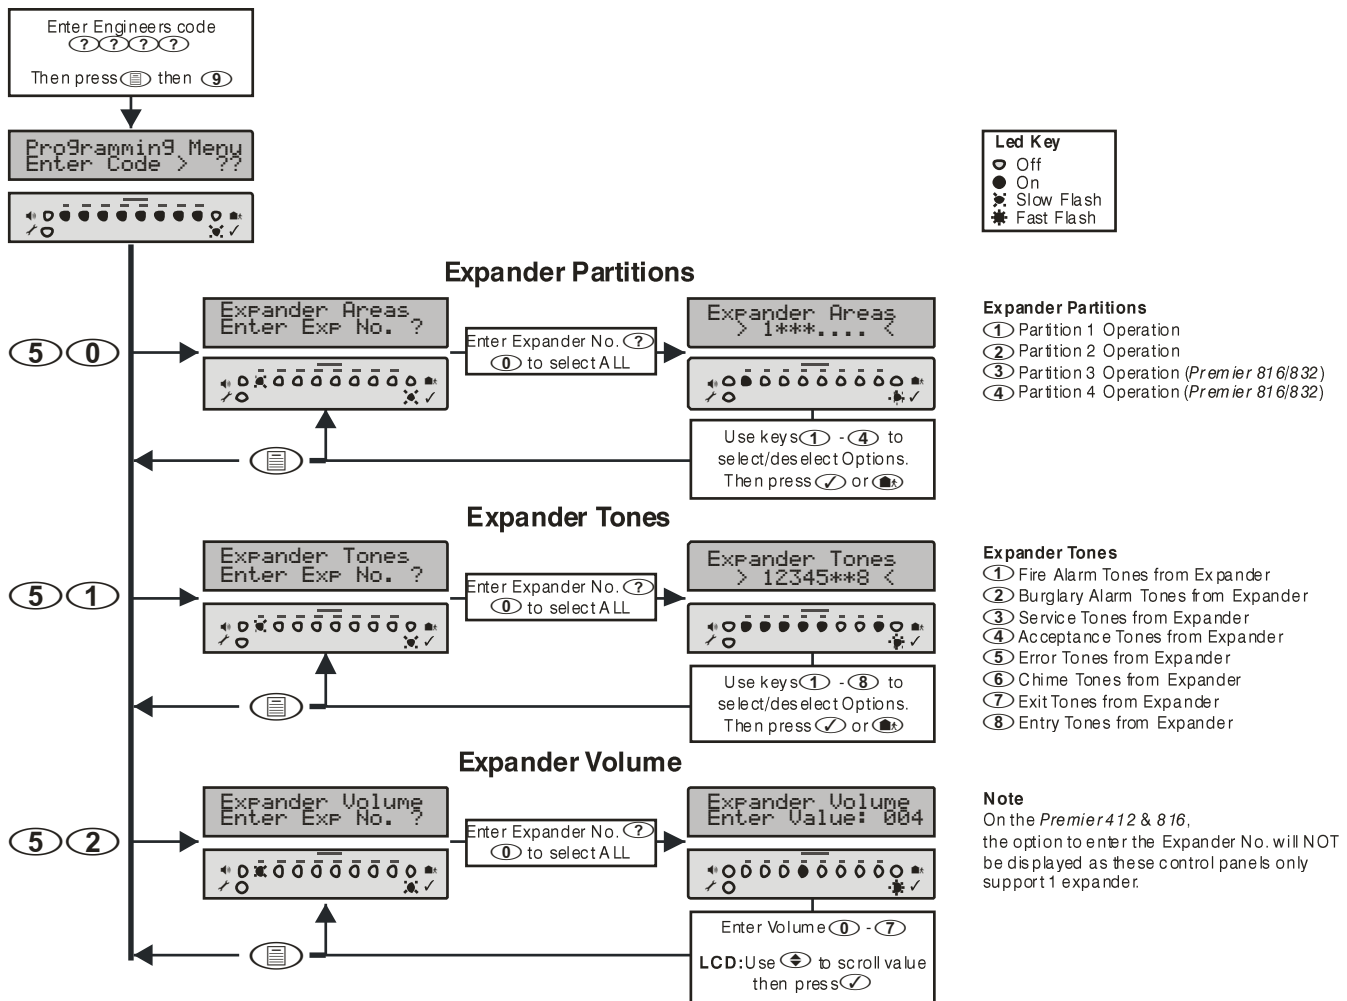 Enter Engineers code
? ? ? ?
Then press then 9
Programming Menu
Enter Code > ??
Led Key
Off
On
Slow Flash
Fast Flash
Expander Partitions
5 0
Expander Areas
Enter Exp No. ?
Enter Expander No. ?
0 to select ALL
Expander Areas
> 1***.... <
Use keys 1 - 4 to
select/deselect Options.
Then press ✓ or
Expander Partitions
1 Partition 1 Operation
2 Partition 2 Operation
3 Partition 3 Operation (Premier 816/832)
4 Partition 4 Operation (Premier 816/832)
Expander Tones
5 1
Expander Tones
Enter Exp No. ?
Enter Expander No. ?
0 to select ALL
Expander Tones
> 12345**8 <
Use keys 1 - 8 to
select/deselect Options.
Then press ✓ or
Expander Tones
1 Fire Alarm Tones from Expander
2 Burglary Alarm Tones from Expander
3 Service Tones from Expander
4 Acceptance Tones from Expander
5 Error Tones from Expander
6 Chime Tones from Expander
7 Exit Tones from Expander
8 Entry Tones from Expander
Expander Volume
5 2
Expander Volume
Enter Exp No. ?
Enter Expander No. ?
0 to select ALL
Expander Volume
Enter Value: 004
Enter Volume 0 - 7
LCD: Use to scroll value
then press ✓
Note
On the Premier 412 & 816,
the option to enter the Expander No. will NOT
be displayed as these control panels only
support 1 expander.